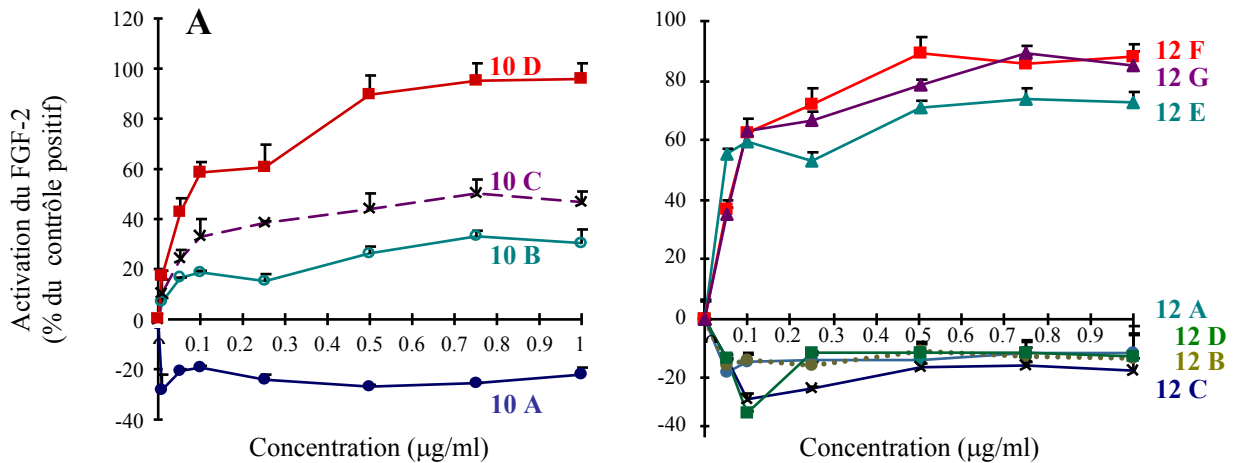 A
Activation du FGF-2
(% du contrôle positif)
120
100
80
60
40
20
0
-20
-40
0.1 0.2 0.3 0.4 0.5 0.6 0.7 0.8 0.9 1
10 D
10 C
10 B
10 A
Concentration (µg/ml)
100
80
60
40
20
0
-20
-40
0.1 0.2 0.3 0.4 0.5 0.6 0.7 0.8 0.9 1
12 F
12 G
12 E
12 A
12 D
12 B
12 C
Concentration (µg/ml)